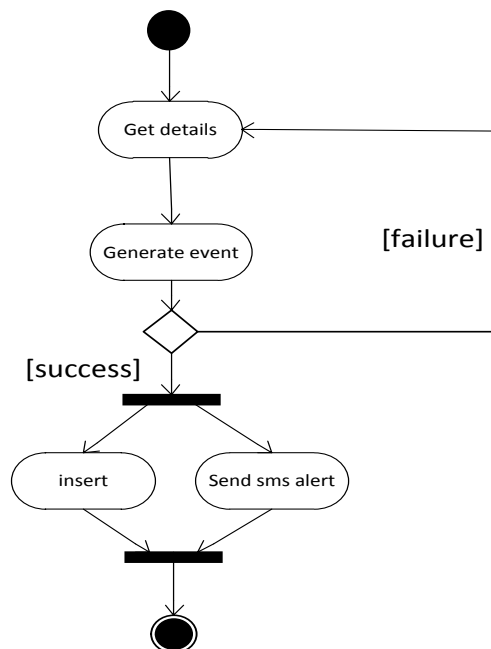 Get details
Generate event
[failure]
[success]
insert
Send sms alert